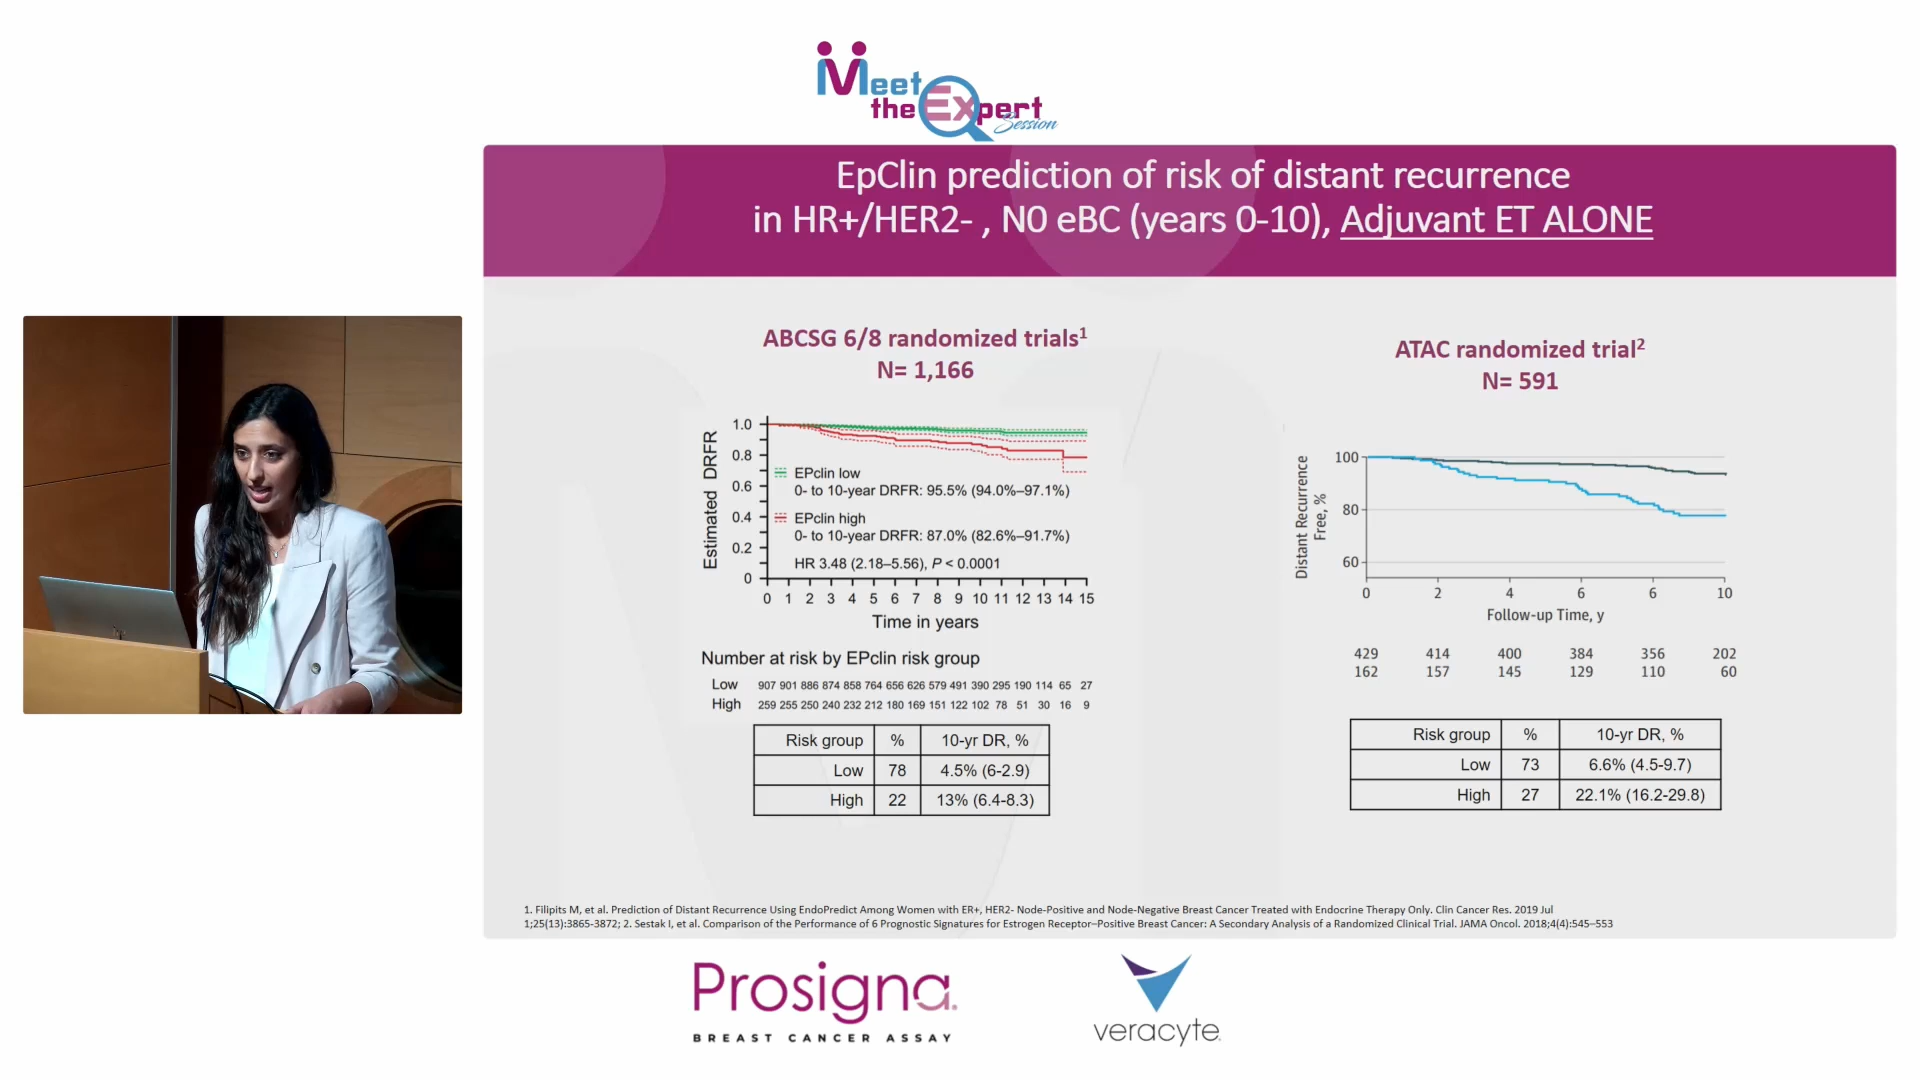 Meet
the Expert
Session
EpClin prediction of risk of distant recurrence
in HR+/HER2- , N0 eBC (years 0-10), Adjuvant ET ALONE
ABCSG 6/8 randomized trials1
N= 1,166
Estimated DRFR
1.0
0.8
0.6
0.4
0.2
0
EPclin low
0- to 10-year DRFR: 95.5% (94.0%–97.1%)
EPclin high
0- to 10-year DRFR: 87.0% (82.6%–91.7%)
HR 3.48 (2.18–5.56), P < 0.0001
0 1 2 3 4 5 6 7 8 9 10 11 12 13 14 15
Time in years
Number at risk by EPclin risk group
Low 907 901 886 874 858 764 656 626 579 491 390 295 190 114 65 27
High 259 255 250 240 232 212 180 169 151 122 102 78 51 30 16 9
Risk group % 10-yr DR, %
Low 78 4.5% (6-2.9)
High 22 13% (6.4-8.3)
ATAC randomized trial2
N= 591
Distant Recurrence
Free, %
100
80
60
0 2 4 6 6 10
Follow-up Time, y
429 414 400 384 356 202
162 157 145 129 110 60
Risk group % 10-yr DR, %
Low 73 6.6% (4.5-9.7)
High 27 22.1% (16.2-29.8)
1. Filipits M, et al. Prediction of Distant Recurrence Using EndoPredict Among Women with ER+, HER2- Node-Positive and Node-Negative Breast Cancer Treated with Endocrine Therapy Only. Clin Cancer Res. 2019 Jul
1;25(13):3865-3872; 2. Sestak I, et al. Comparison of the Performance of 6 Prognostic Signatures for Estrogen Receptor–Positive Breast Cancer: A Secondary Analysis of a Randomized Clinical Trial. JAMA Oncol. 2018;4(4):545–553
Prosigna.
BREAST CANCER ASSAY
veracyte.